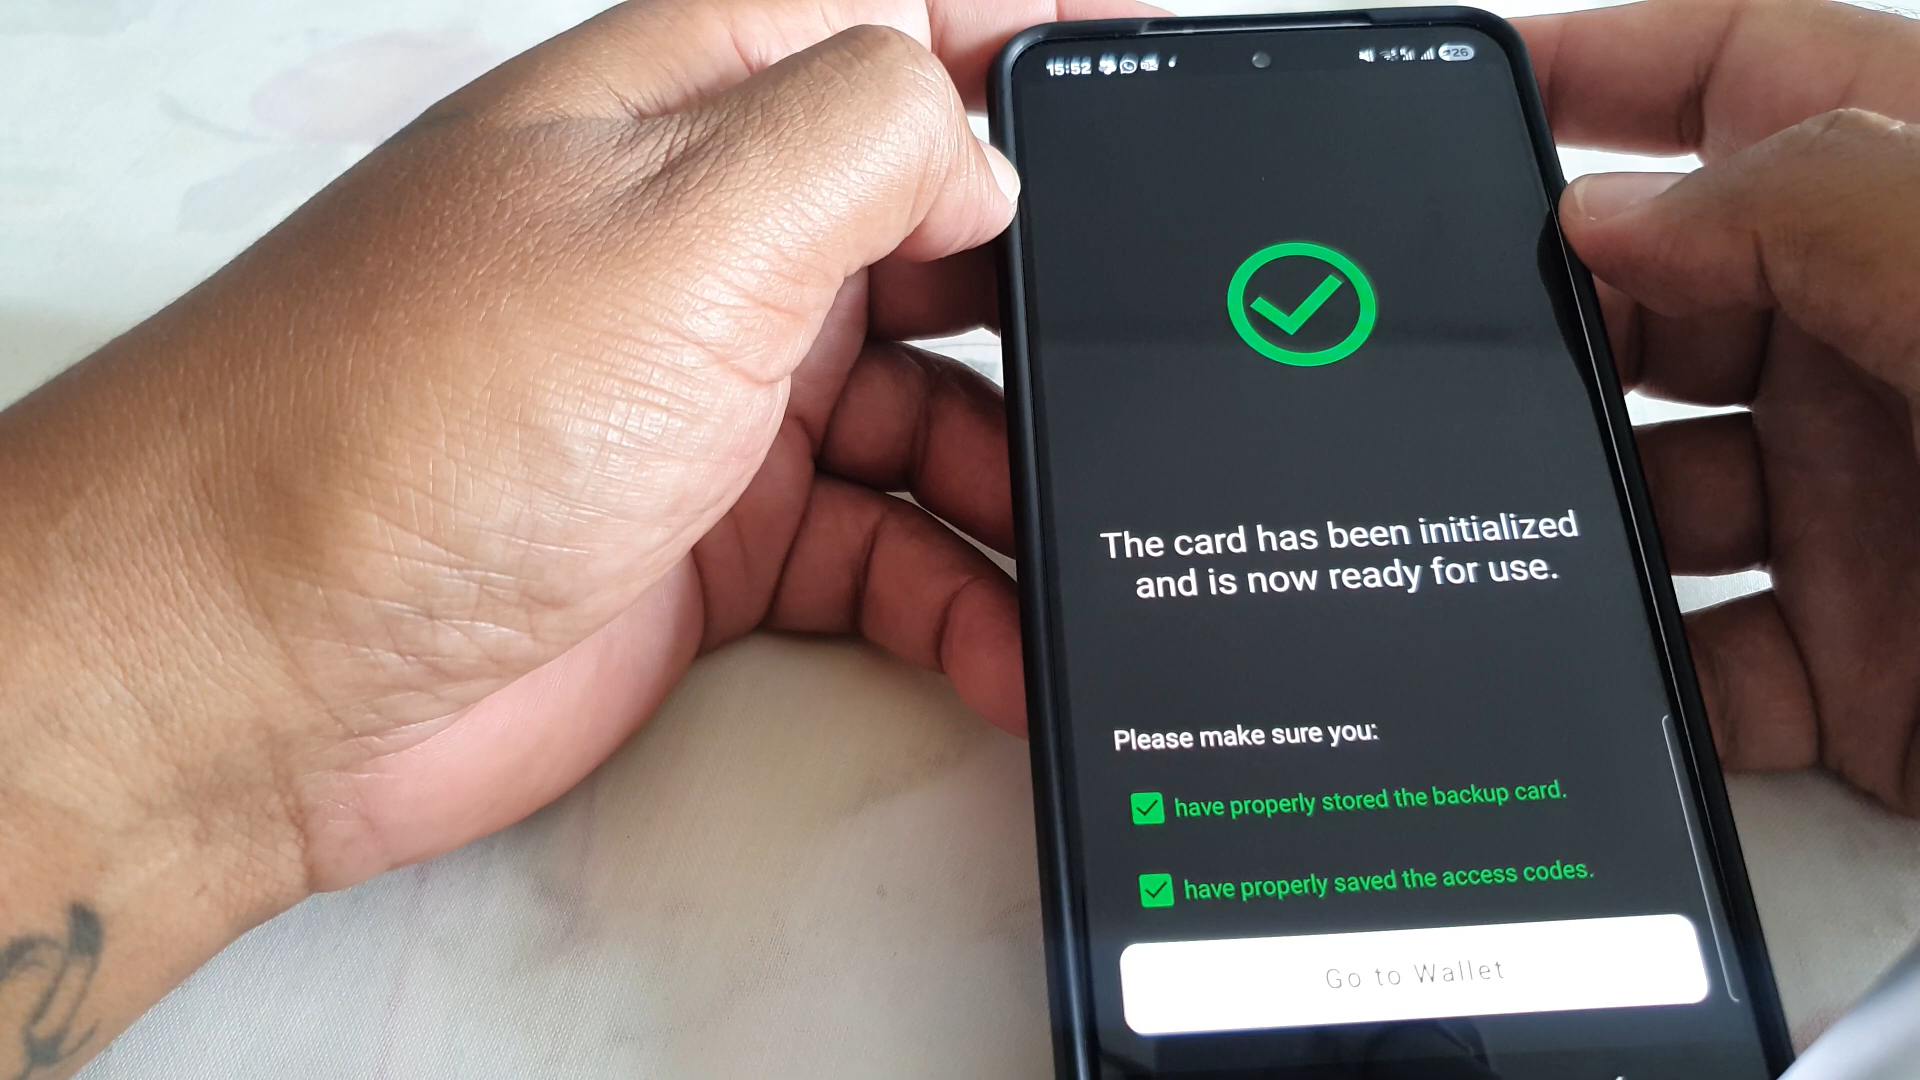 15:52
26
The card has been initialized
and is now ready for use.
Please make sure you:
have properly stored the backup card.
have properly saved the access codes.
Go to Wallet